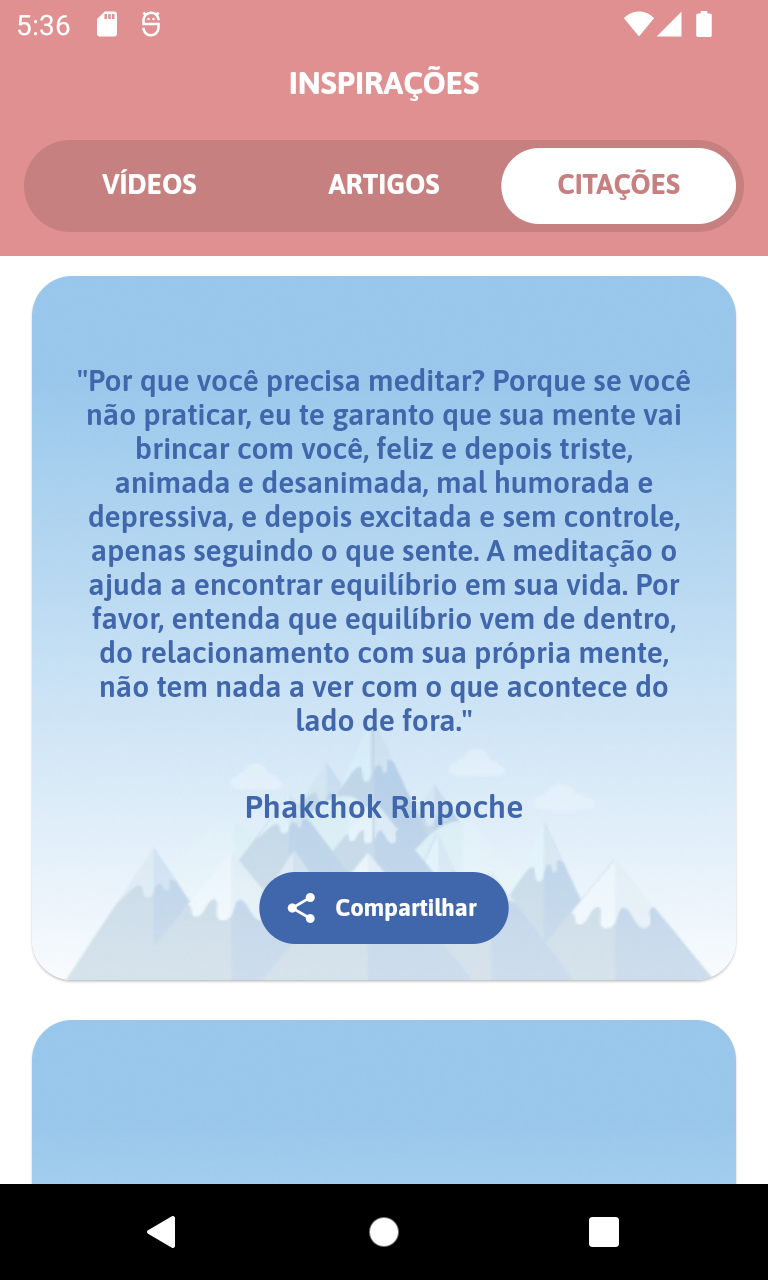 5:36
INSPIRAÇÕES
VÍDEOS
ARTIGOS
CITAÇÕES
"Por que você precisa meditar? Porque se você
não praticar, eu te garanto que sua mente vai
brincar com você, feliz e depois triste,
animada e desanimada, mal humorada e
depressiva, e depois excitada e sem controle,
apenas seguindo o que sente. A meditação o
ajuda a encontrar equilíbrio em sua vida. Por
favor, entenda que equilíbrio vem de dentro,
do relacionamento com sua própria mente,
não tem nada a ver com o que acontece do
lado de fora."
Phakchok Rinpoche
Compartilhar